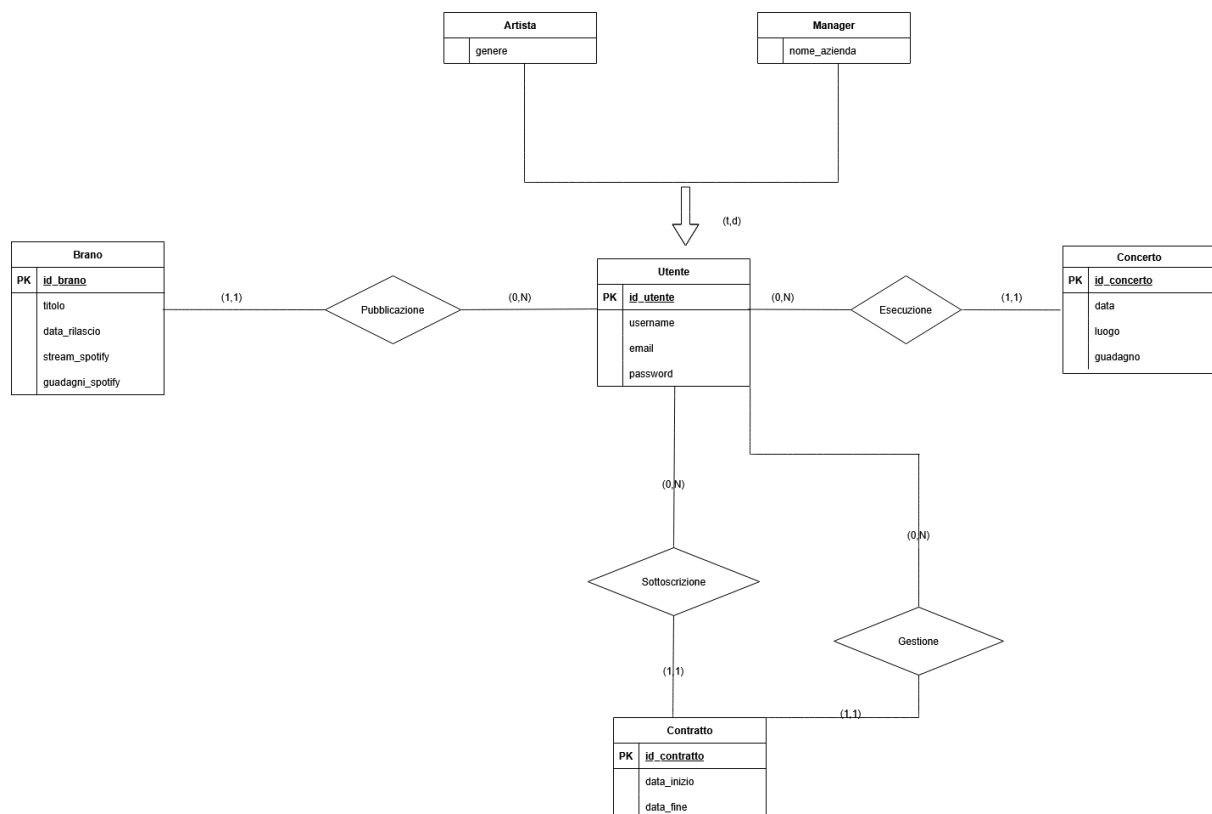 Artista
genere
Manager
nome_azienda
(t,d)
Brano
PK id_brano
titolo
data_rilascio
stream_spotify
guadagni_spotify
(1,1)
Pubblicazione
(0,N)
Utente
PK id_utente
username
email
password
(0,N)
Esecuzione
(1,1)
Concerto
PK id_concerto
data
luogo
guadagno
(0,N)
(0,N)
Sottoscrizione
Gestione
(1,1)
(1,1)
Contratto
PK id_contratto
data_inizio
data_fine